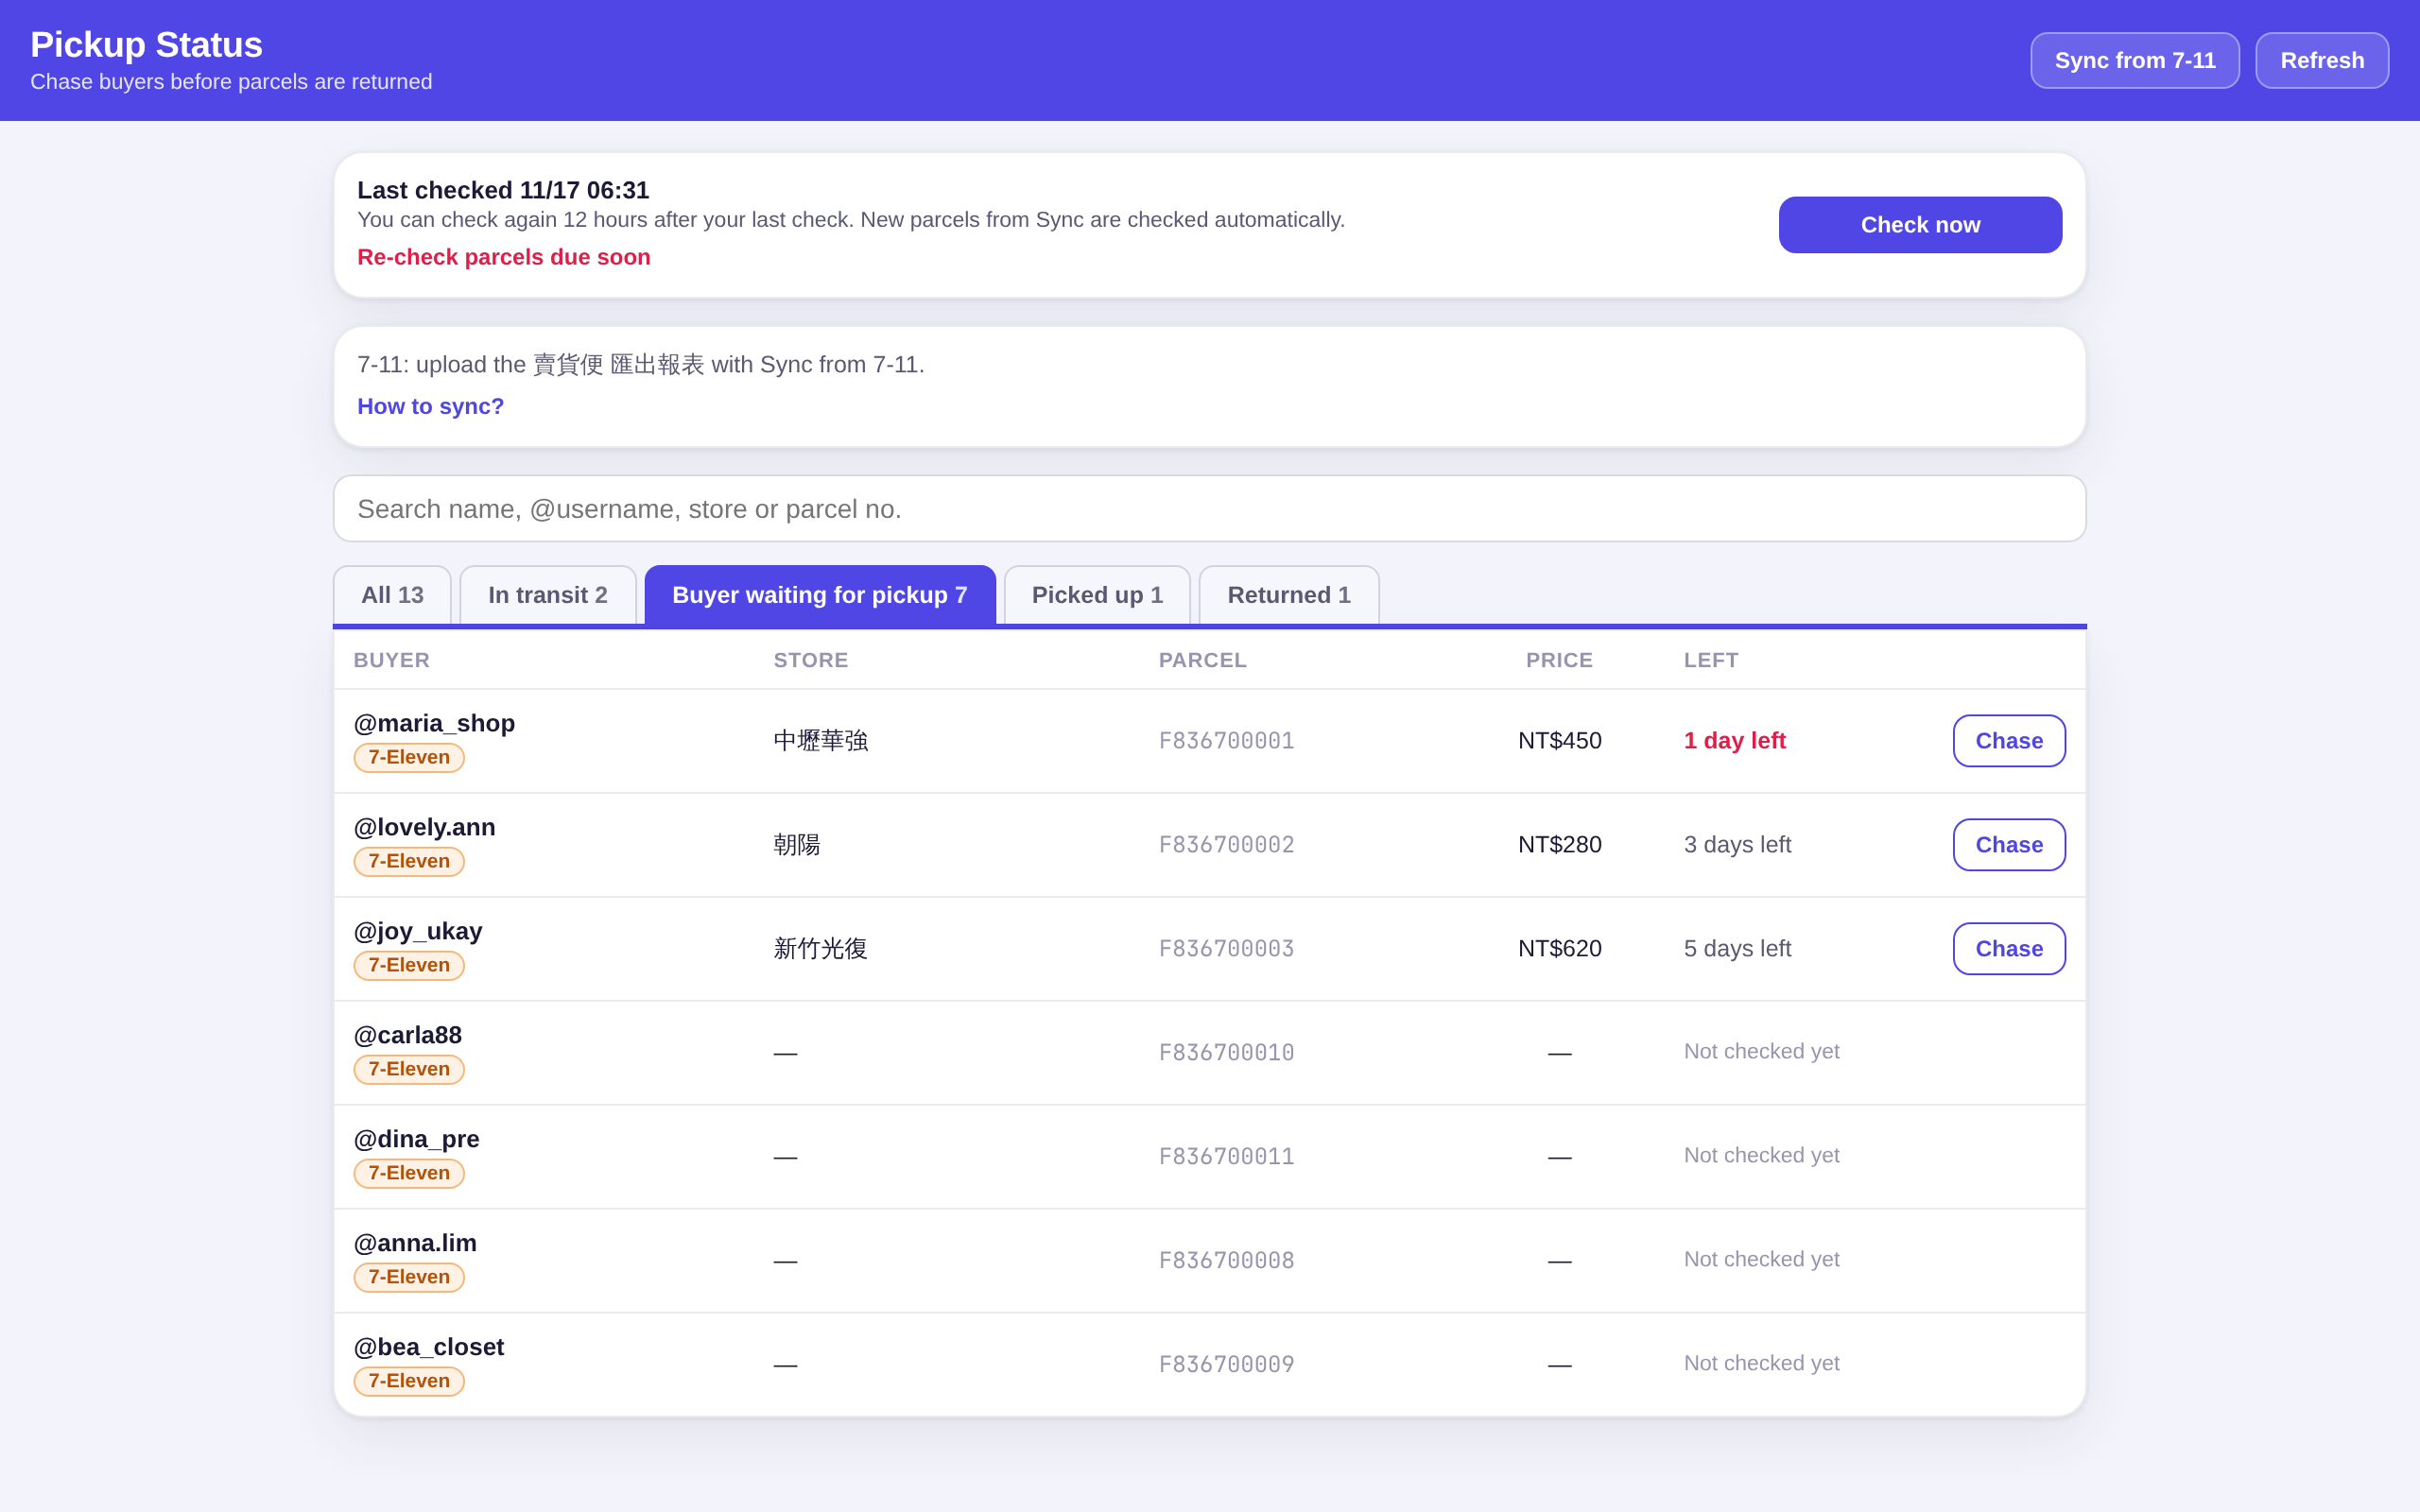 Pickup Status
Chase buyers before parcels are returned
Sync from 7-11
Refresh
Last checked 11/17 06:31
You can check again 12 hours after your last check. New parcels from Sync are checked automatically.
Re-check parcels due soon
Check now
7-11: upload the 賣貨便 匯出報表 with Sync from 7-11.
How to sync?
Search name, @username, store or parcel no.
All 13
In transit 2
Buyer waiting for pickup 7
Picked up 1
Returned 1
BUYER STORE PARCEL PRICE LEFT
@maria_shop
7-Eleven
中壢華強 F836700001 NT$450 1 day left Chase
@lovely.ann
7-Eleven
朝陽 F836700002 NT$280 3 days left Chase
@joy_ukay
7-Eleven
新竹光復 F836700003 NT$620 5 days left Chase
@carla88
7-Eleven
— F836700010 — Not checked yet
@dina_pre
7-Eleven
— F836700011 — Not checked yet
@anna.lim
7-Eleven
— F836700008 — Not checked yet
@bea_closet
7-Eleven
— F836700009 — Not checked yet